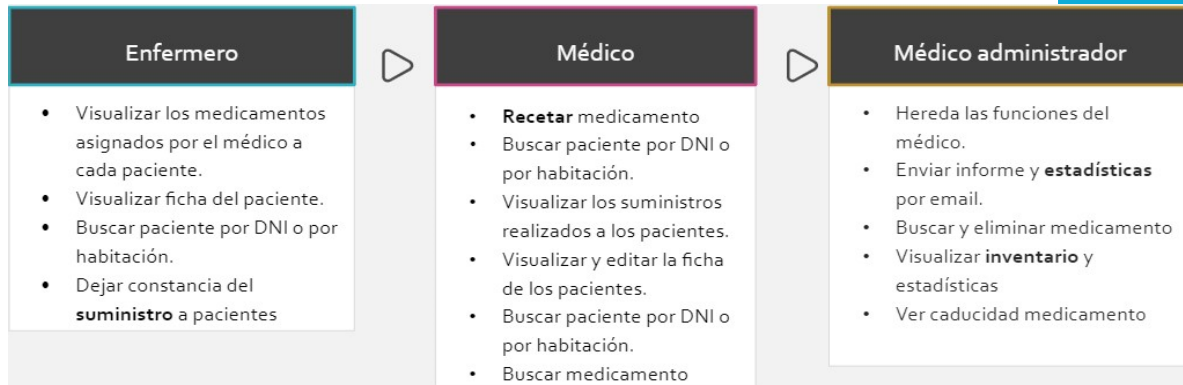 Enfermero
• Visualizar los medicamentos
asignados por el médico a
cada paciente.
• Visualizar ficha del paciente.
• Buscar paciente por DNI o por
habitación.
• Dejar constancia del
suministro a pacientes
Médico
• Recetar medicamento
• Buscar paciente por DNI o
por habitación.
• Visualizar los suministros
realizados a los pacientes.
• Visualizar y editar la ficha
de los pacientes.
• Buscar paciente por DNI o
por habitación.
• Buscar medicamento
Médico administrador
• Hereda las funciones del
médico.
• Enviar informe y estadísticas
por email.
• Buscar y eliminar medicamento
• Visualizar inventario y
estadísticas
• Ver caducidad medicamento